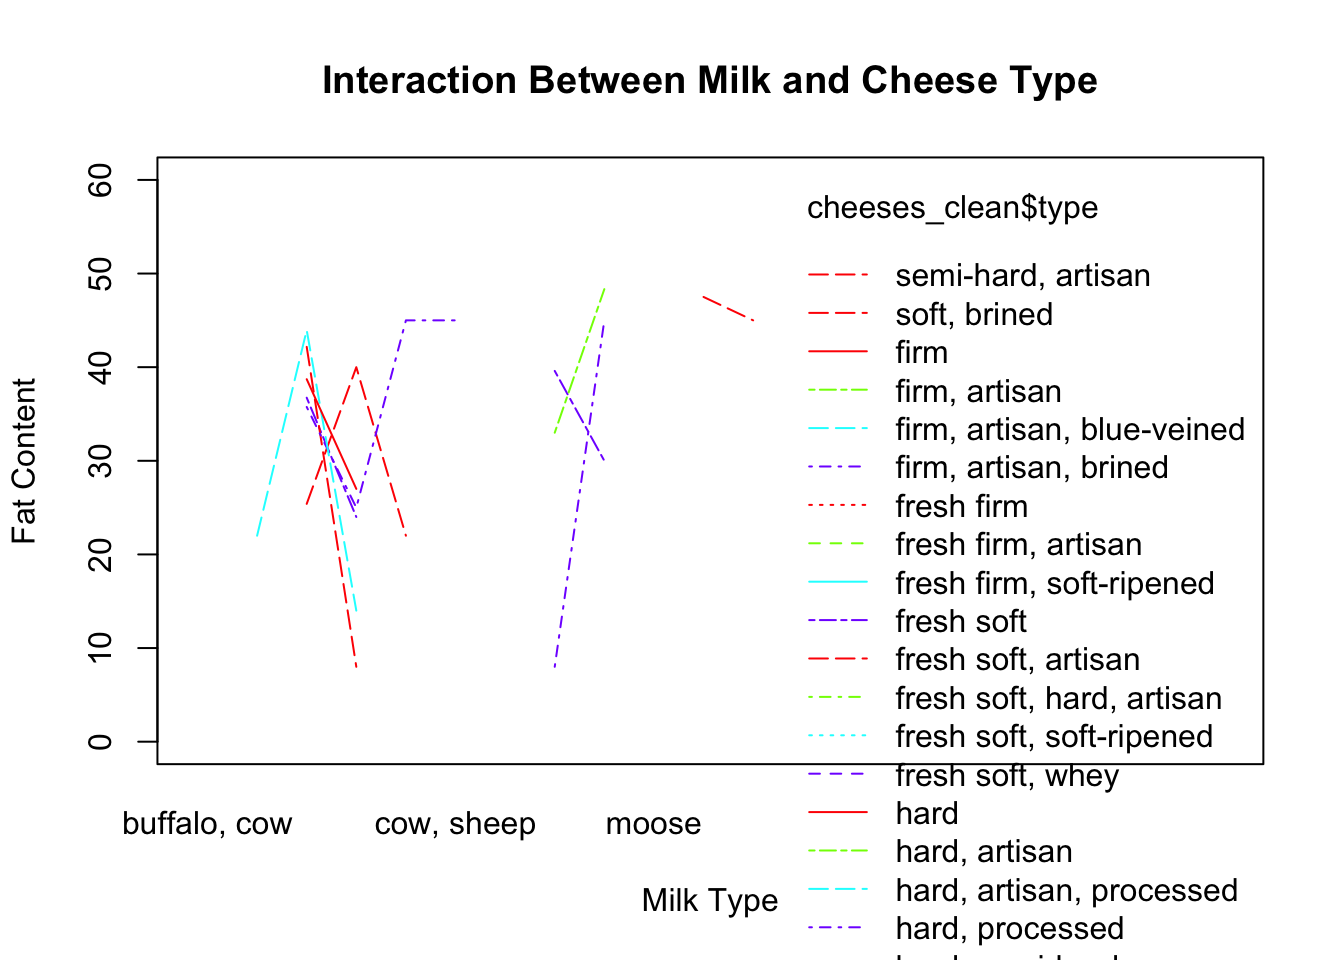 Interaction Between Milk and Cheese Type
60
50
40
30
20
10
0
Fat Content
cheeses_clean$type
semi-hard, artisan
soft, brined
firm
firm, artisan
firm, artisan, blue-veined
firm, artisan, brined
fresh firm
fresh firm, artisan
fresh firm, soft-ripened
fresh soft
fresh soft, artisan
fresh soft, hard, artisan
fresh soft, soft-ripened
fresh soft, whey
hard
hard, artisan
hard, artisan, processed
hard, processed
buffalo, cow
cow, sheep
moose
Milk Type